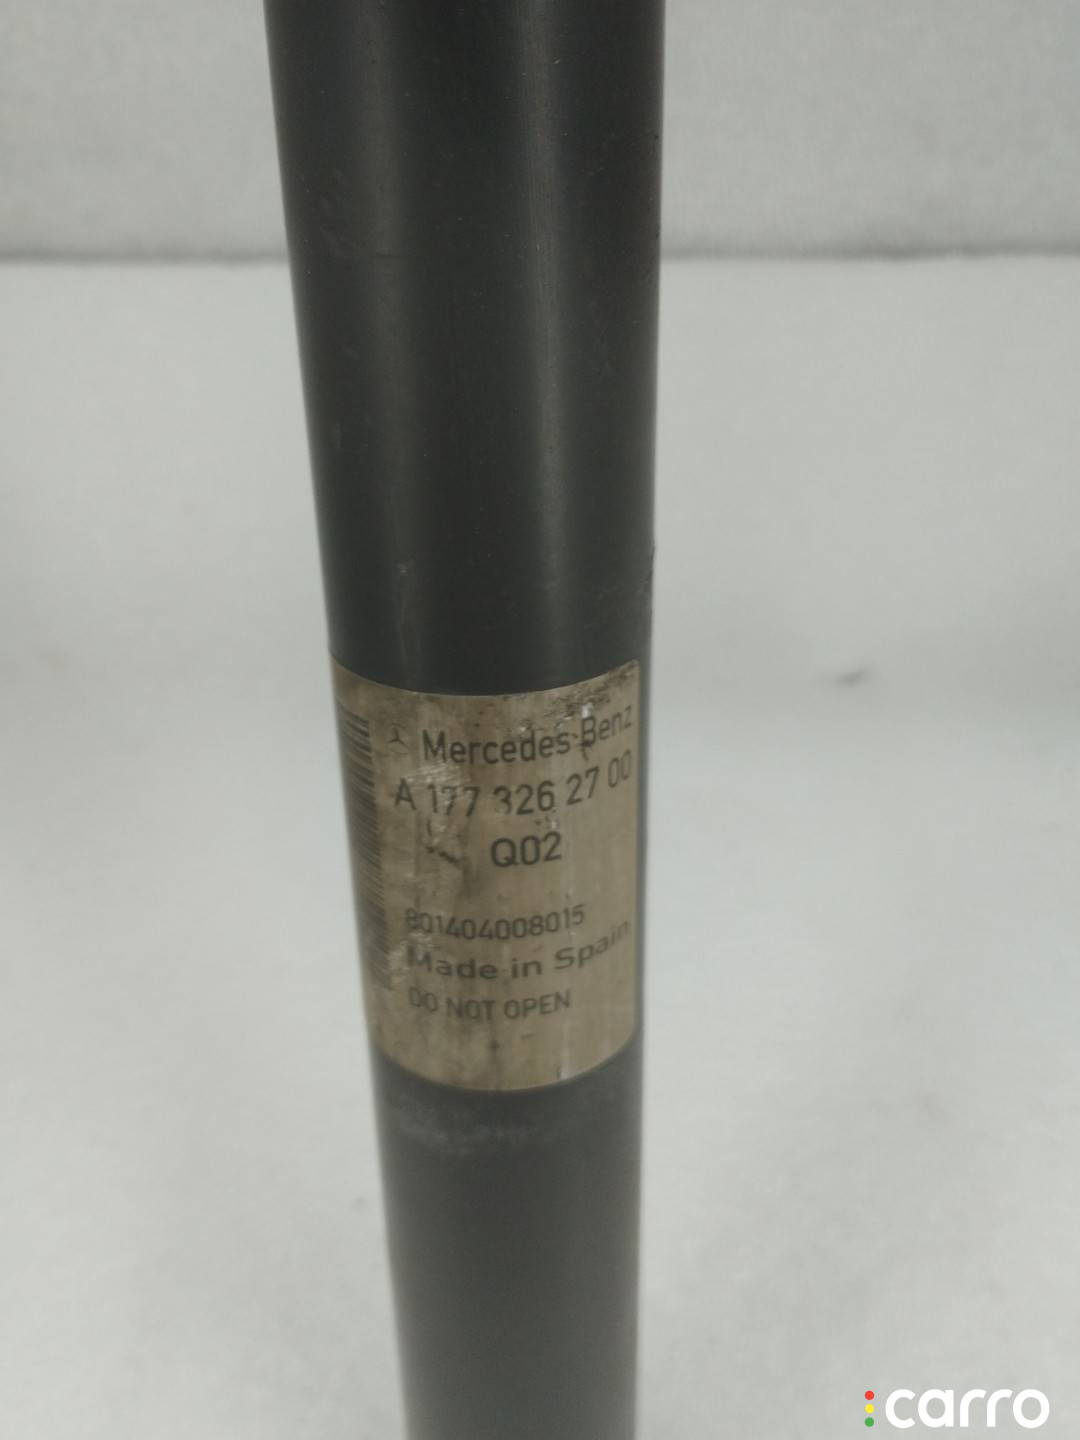 Mercedes-Benz
A 177 326 27 00
Q02
801404008015
Made in Spain
DO NOT OPEN
carro